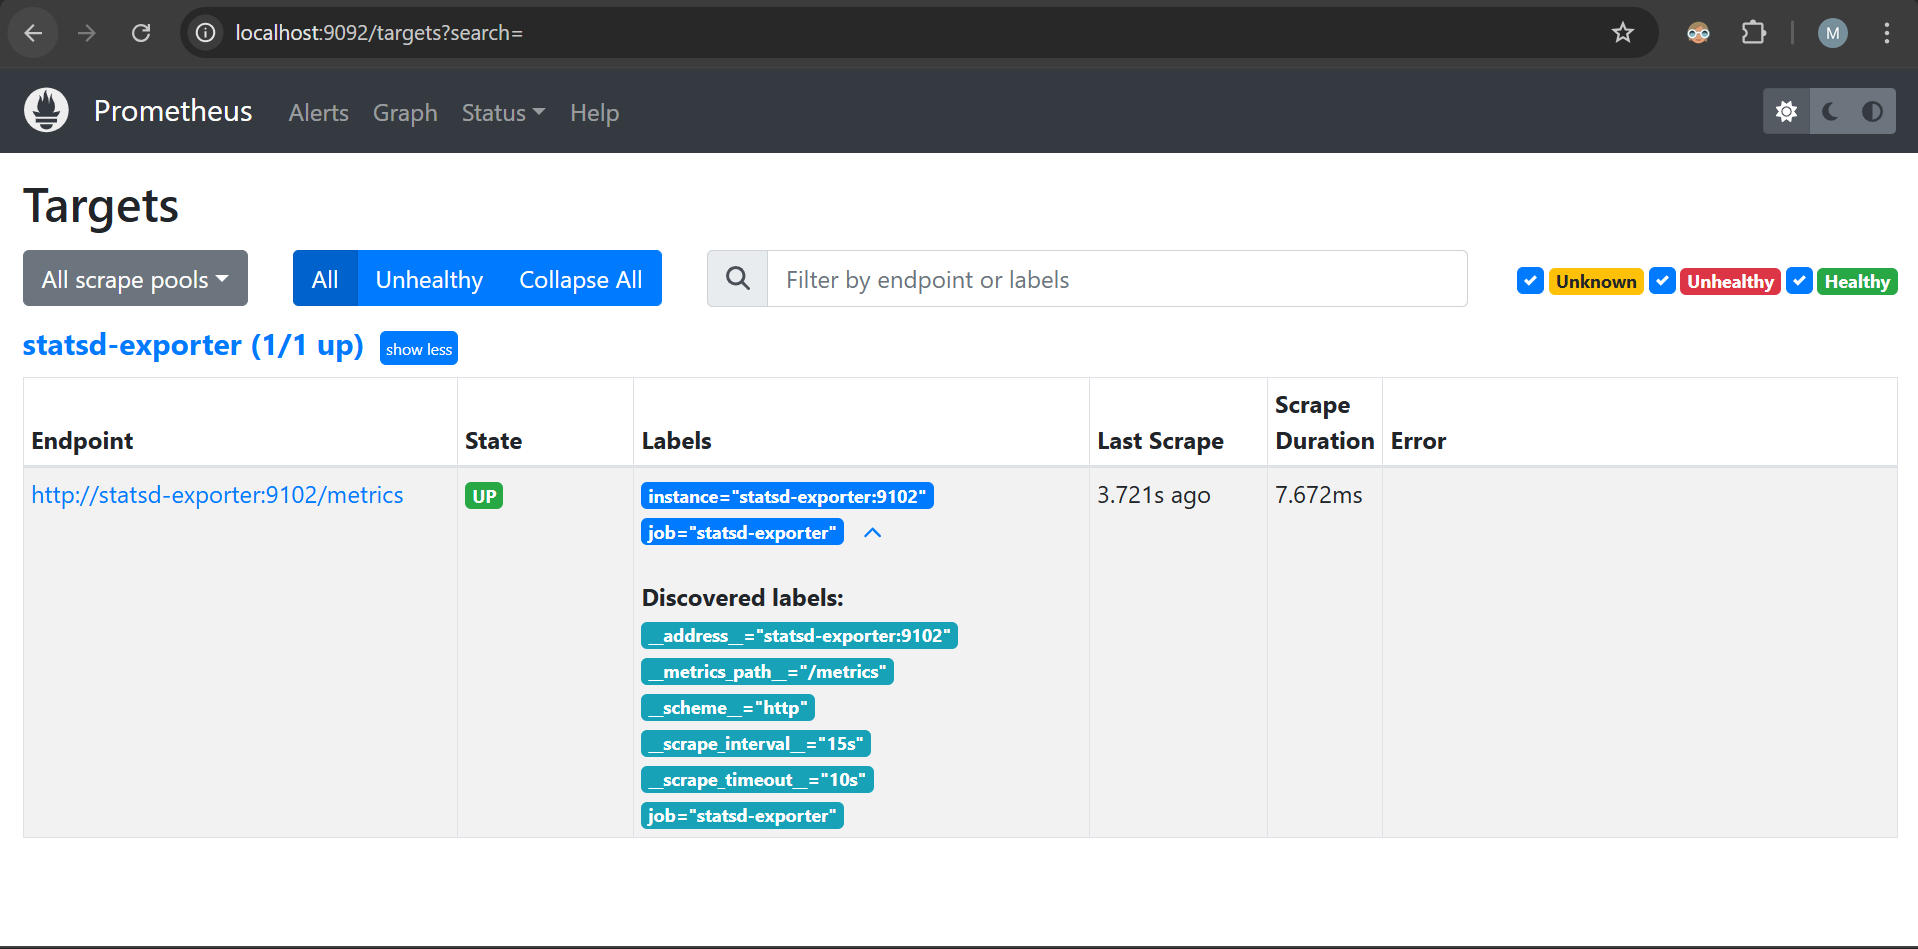 localhost:9092/targets?search=
M
Prometheus Alerts Graph Status Help
Targets
All scrape pools All Unhealthy Collapse All Filter by endpoint or labels Unknown Unhealthy Healthy
statsd-exporter (1/1 up) show less
Endpoint State Labels Last Scrape Scrape Duration Error
http://statsd-exporter:9102/metrics UP instance="statsd-exporter:9102" 3.721s ago 7.672ms
job="statsd-exporter"
Discovered labels:
__address__="statsd-exporter:9102"
__metrics_path__="/metrics"
__scheme__="http"
__scrape_interval__="15s"
__scrape_timeout__="10s"
job="statsd-exporter"